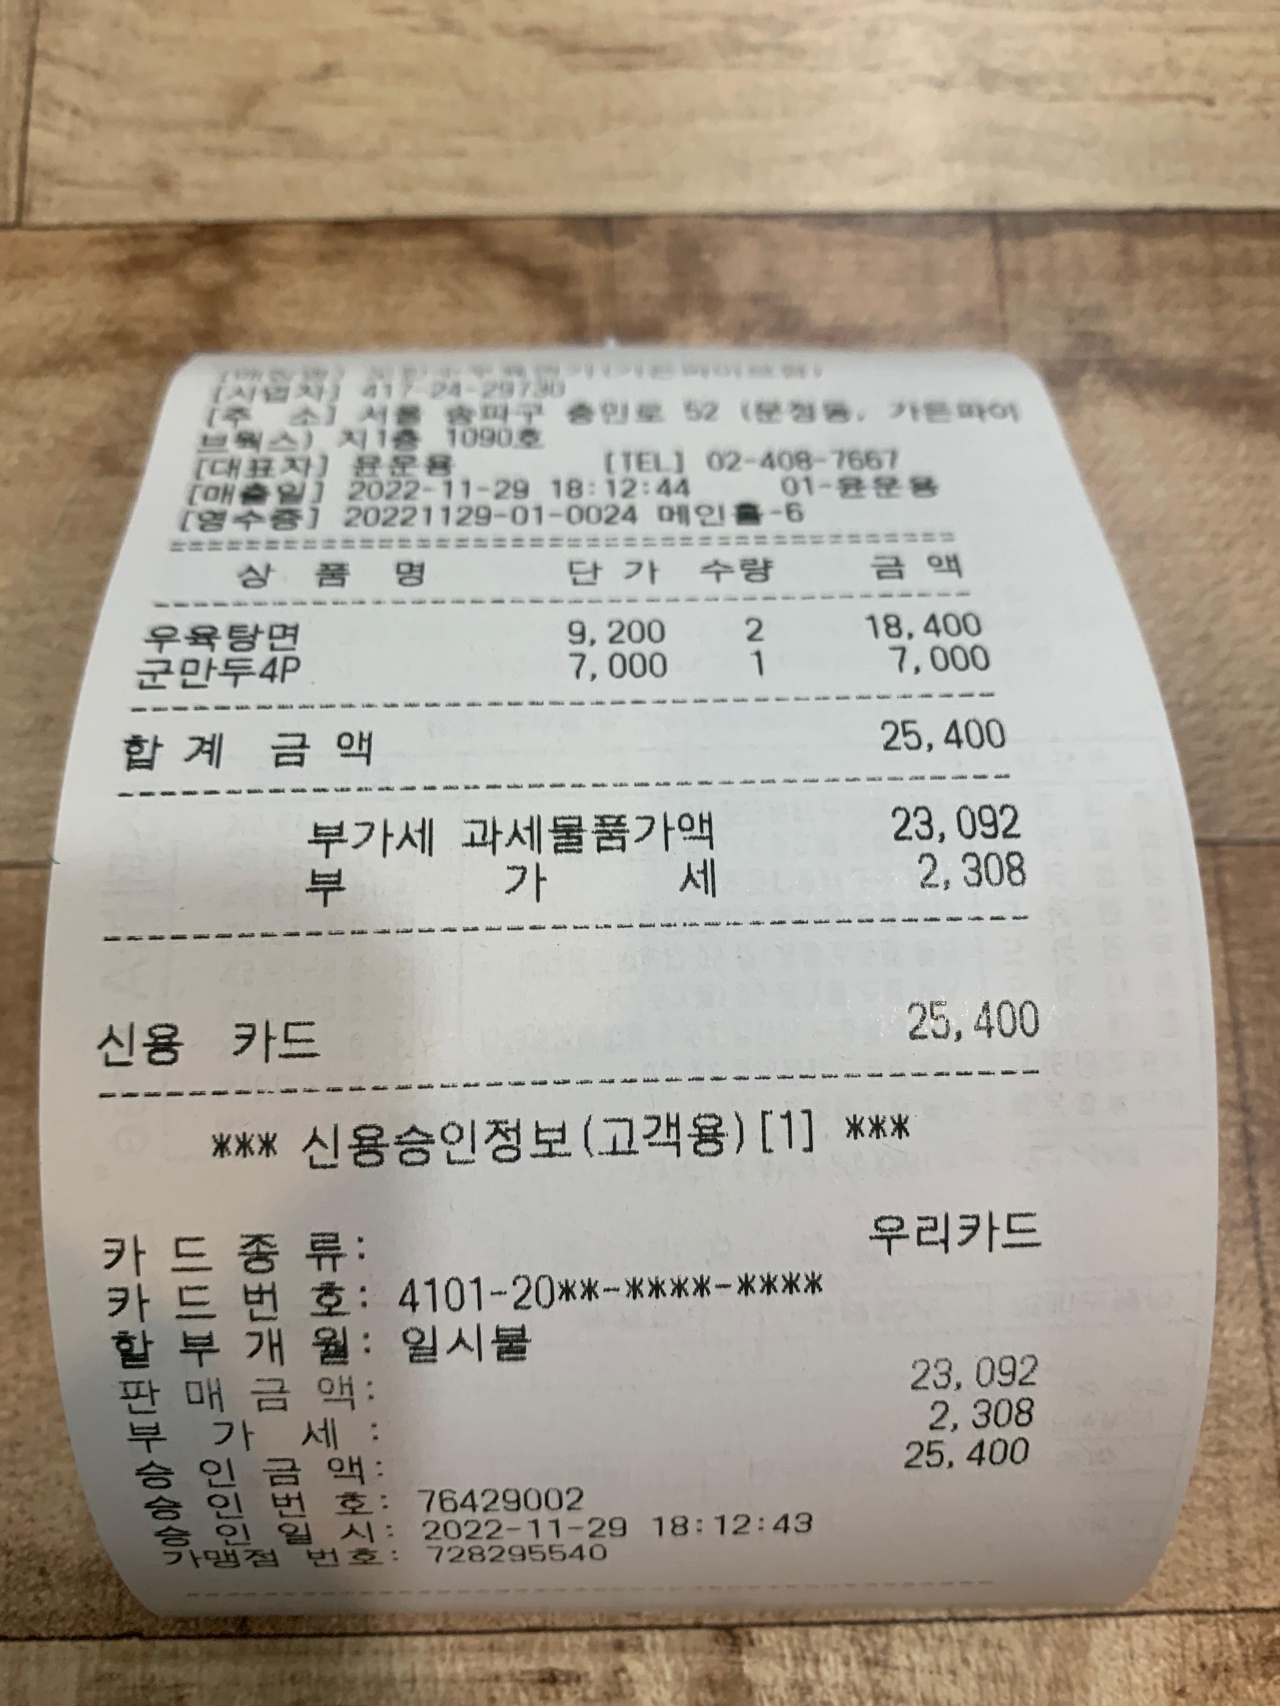 [사업자] 417-24-29730
[주 소] 서울 송파구 충민로 52 (문정동, 가든파이
브웍스) 지1층 1090호
[대표자] 윤운용 [TEL] 02-408-7667
[매출일] 2022-11-29 18:12:44 01-윤운용
[영수증] 20221129-01-0024 메인홀-6
상 품 명 단 가 수량 금 액
우육탕면 9,200 2 18,400
군만두4P 7,000 1 7,000
합 계 금 액 25,400
부가세 과세물품가액 23,092
부 가 세 2,308
신용 카드 25,400
*** 신용승인정보(고객용)[1] ***
카 드 종 류: 우리카드
카 드 번 호: 4101-20**-****-****
할 부 개 월: 일시불
판 매 금 액: 23,092
부 가 세 : 2,308
승 인 금 액: 25,400
승 인 번 호: 76429002
승 인 일 시: 2022-11-29 18:12:43
가맹점 번호: 728295540